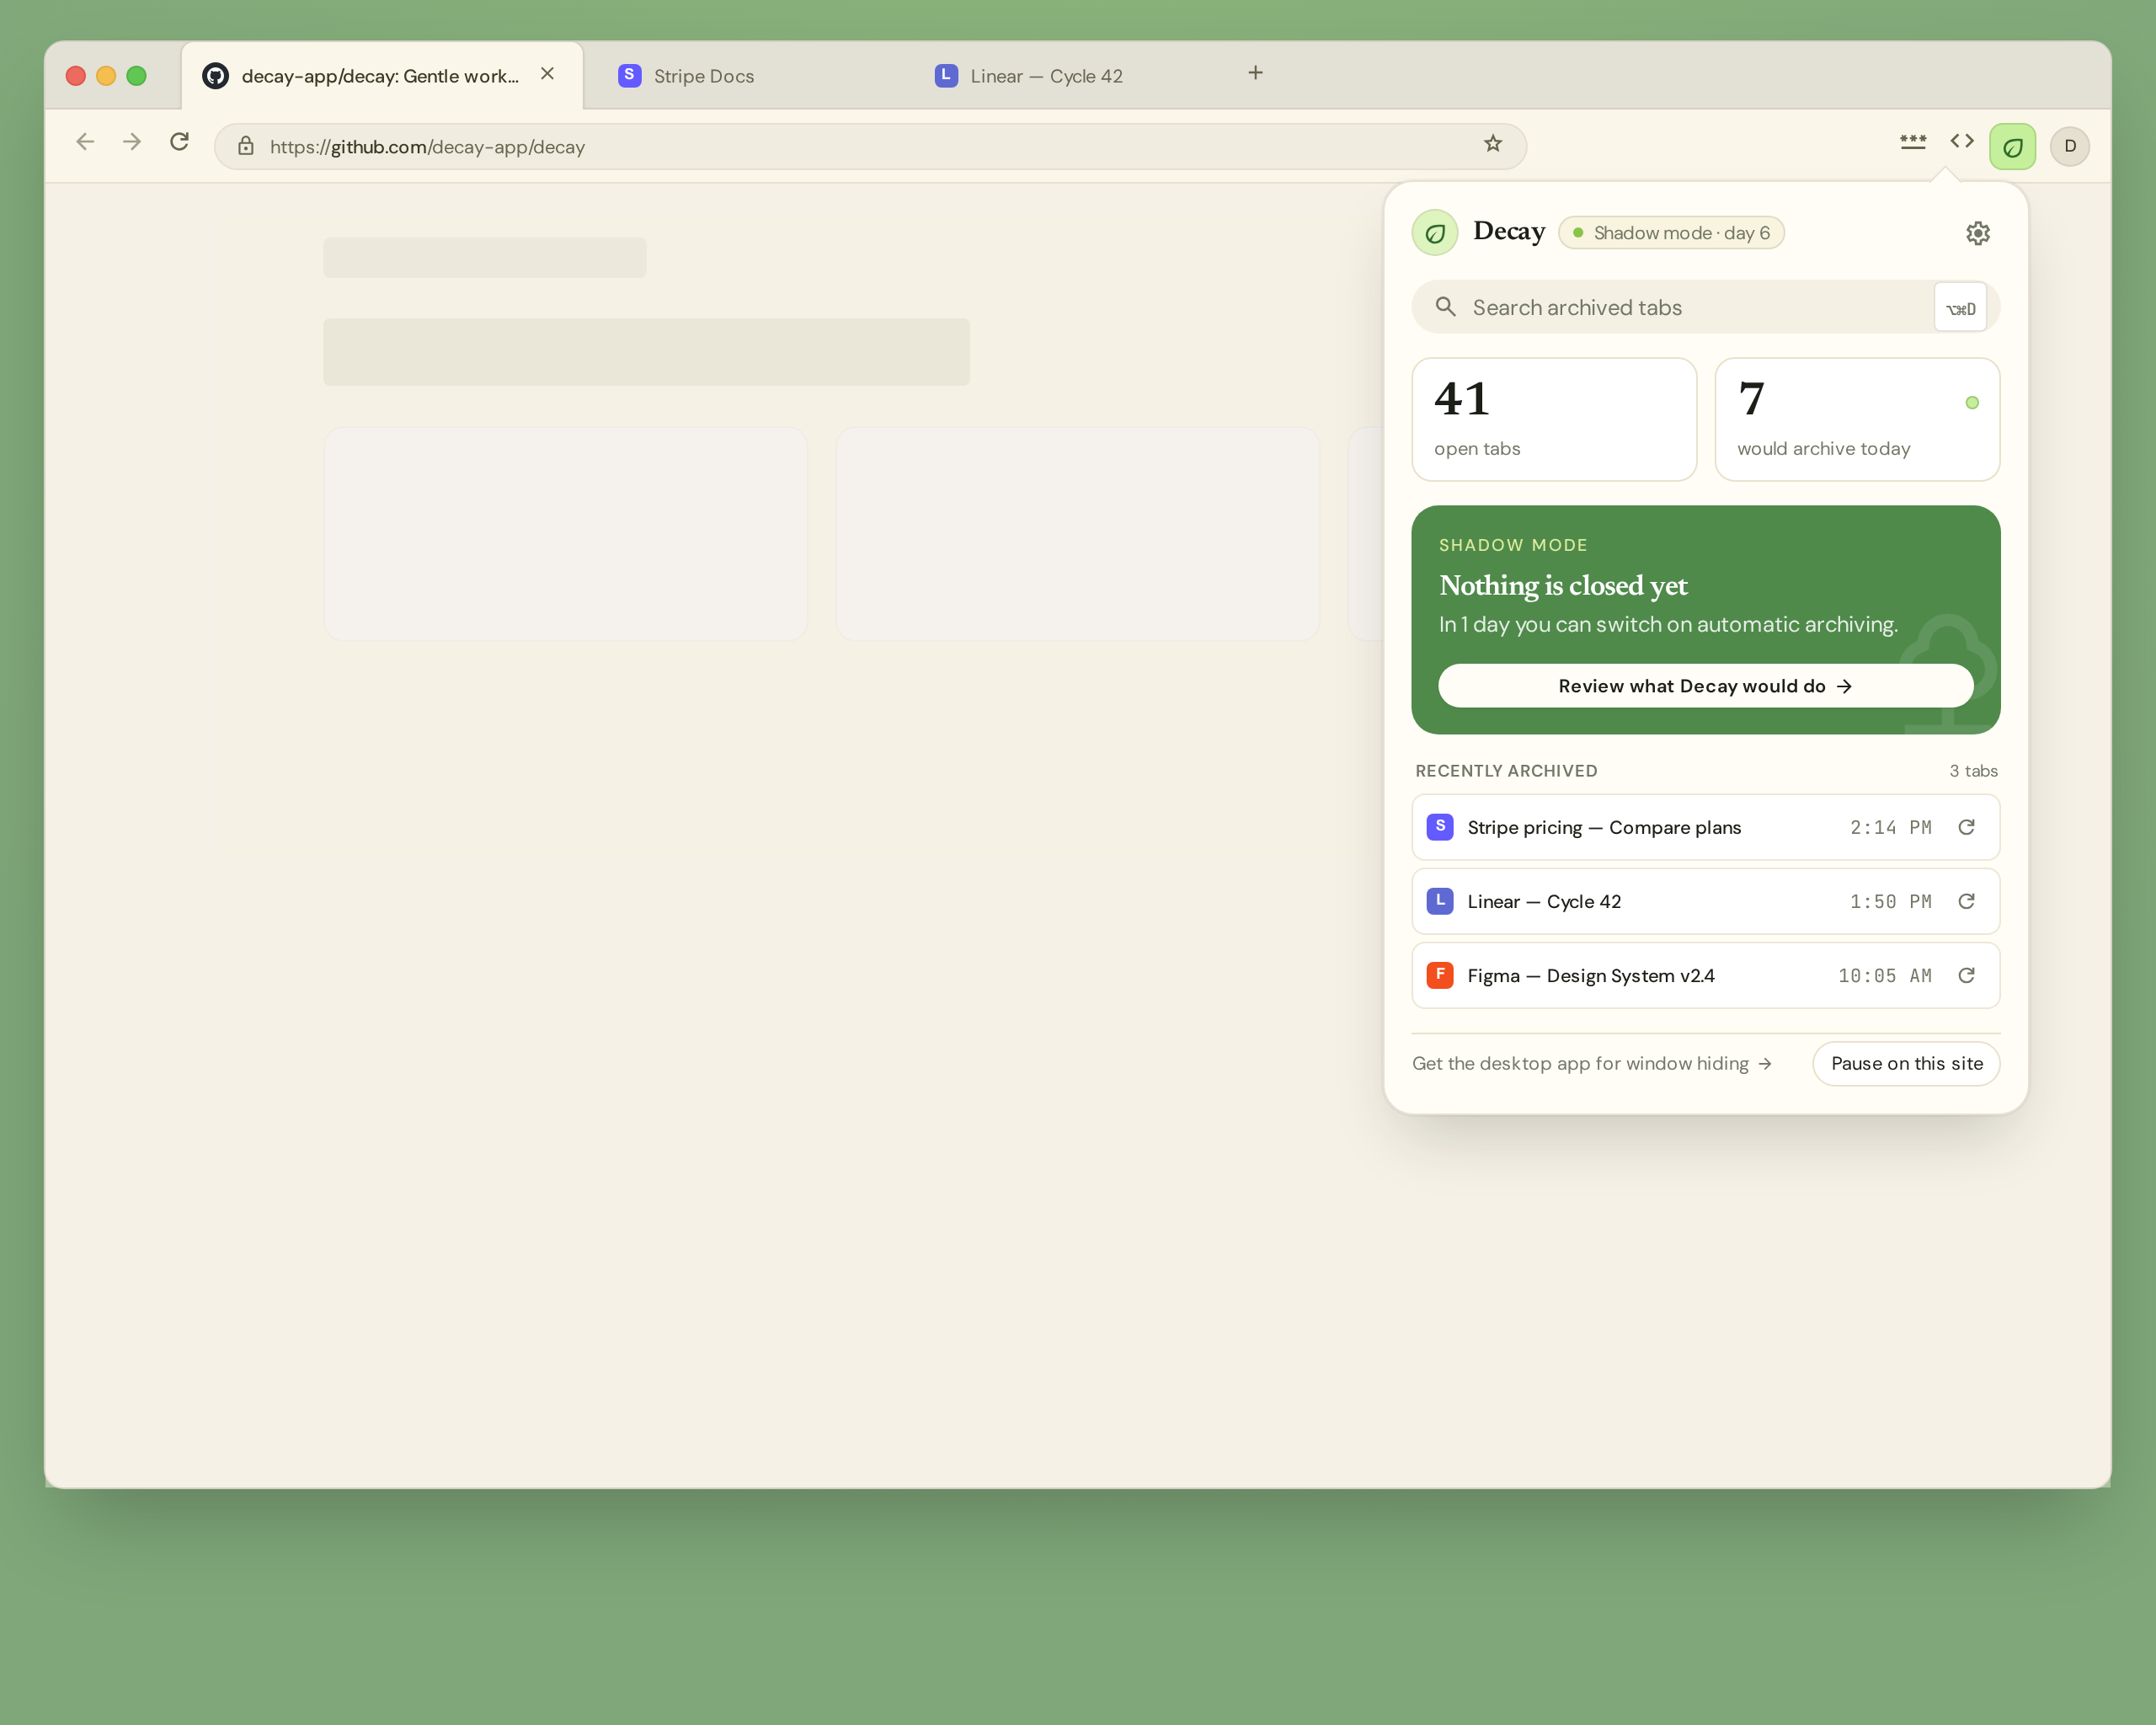 decay-app/decay: Gentle work...
S Stripe Docs
L Linear — Cycle 42
https://github.com/decay-app/decay
D
Decay
Shadow mode · day 6
Search archived tabs
⌥⌘D
41
open tabs
7
would archive today
SHADOW MODE
Nothing is closed yet
In 1 day you can switch on automatic archiving.
Review what Decay would do →
RECENTLY ARCHIVED
3 tabs
S Stripe pricing — Compare plans 2:14 PM
L Linear — Cycle 42 1:50 PM
F Figma — Design System v2.4 10:05 AM
Get the desktop app for window hiding →
Pause on this site